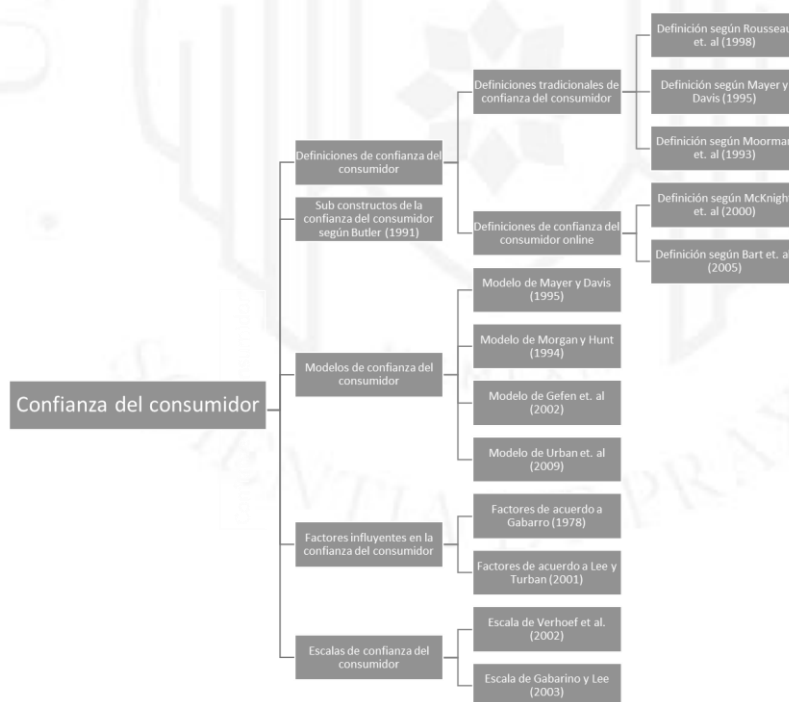 Confianza del consumidor
Definiciones de confianza del
consumidor
Definiciones tradicionales de
confianza del consumidor
Definición según Rousseau
et. al (1998)
Definición según Mayer y
Davis (1995)
Definición según Moorman
et. al (1993)
Definiciones de confianza del
consumidor online
Definición según McKnight
et. al (2000)
Definición según Bart et. a
(2005)
Sub constructos de la
confianza del consumidor
según Butler (1991)
Modelos de confianza del
consumidor
Modelo de Mayer y Davis
(1995)
Modelo de Morgan y Hunt
(1994)
Modelo de Gefen et. al
(2002)
Modelo de Urban et. al
(2009)
Factores influyentes en la
confianza del consumidor
Factores de acuerdo a
Gabarro (1978)
Factores de acuerdo a Lee y
Turban (2001)
Escalas de confianza del
consumidor
Escala de Verhoef et al.
(2002)
Escala de Gabarino y Lee
(2003)